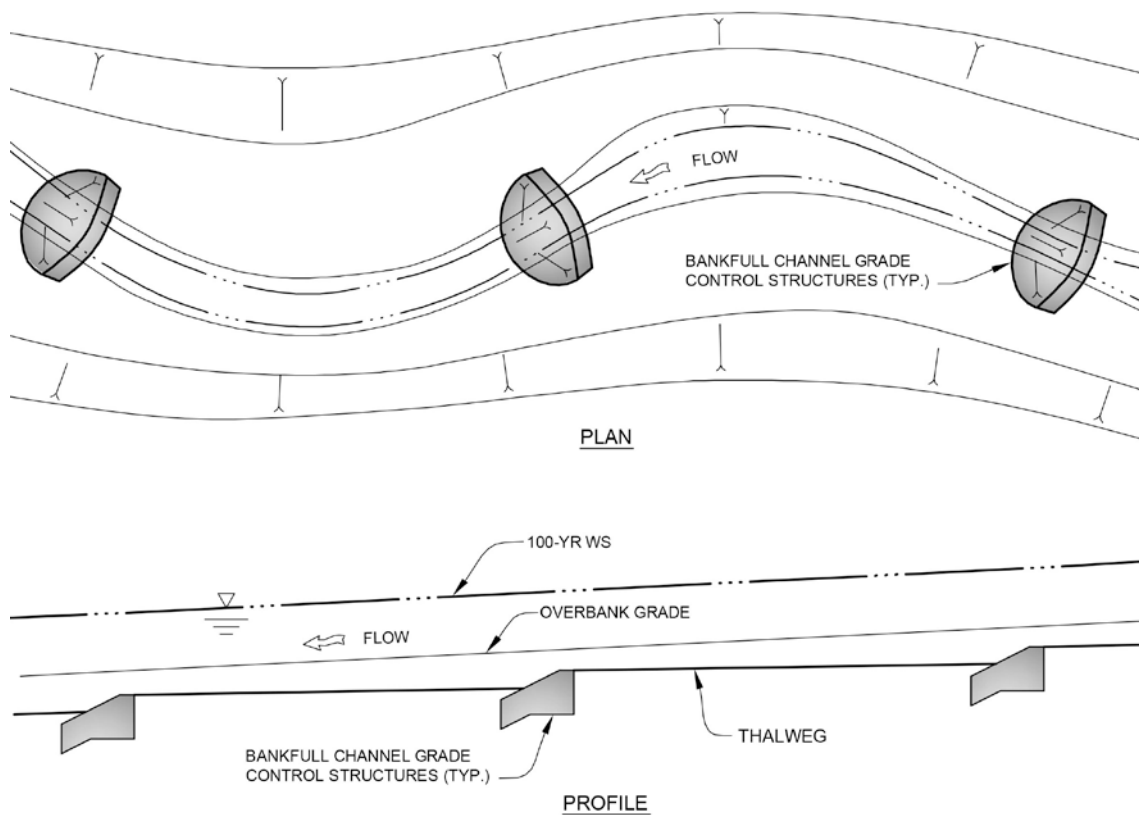 FLOW
BANKFULL CHANNEL GRADE
CONTROL STRUCTURES (TYP.)
PLAN
100-YR WS
OVERBANK GRADE
FLOW
THALWEG
BANKFULL CHANNEL GRADE
CONTROL STRUCTURES (TYP.)
PROFILE